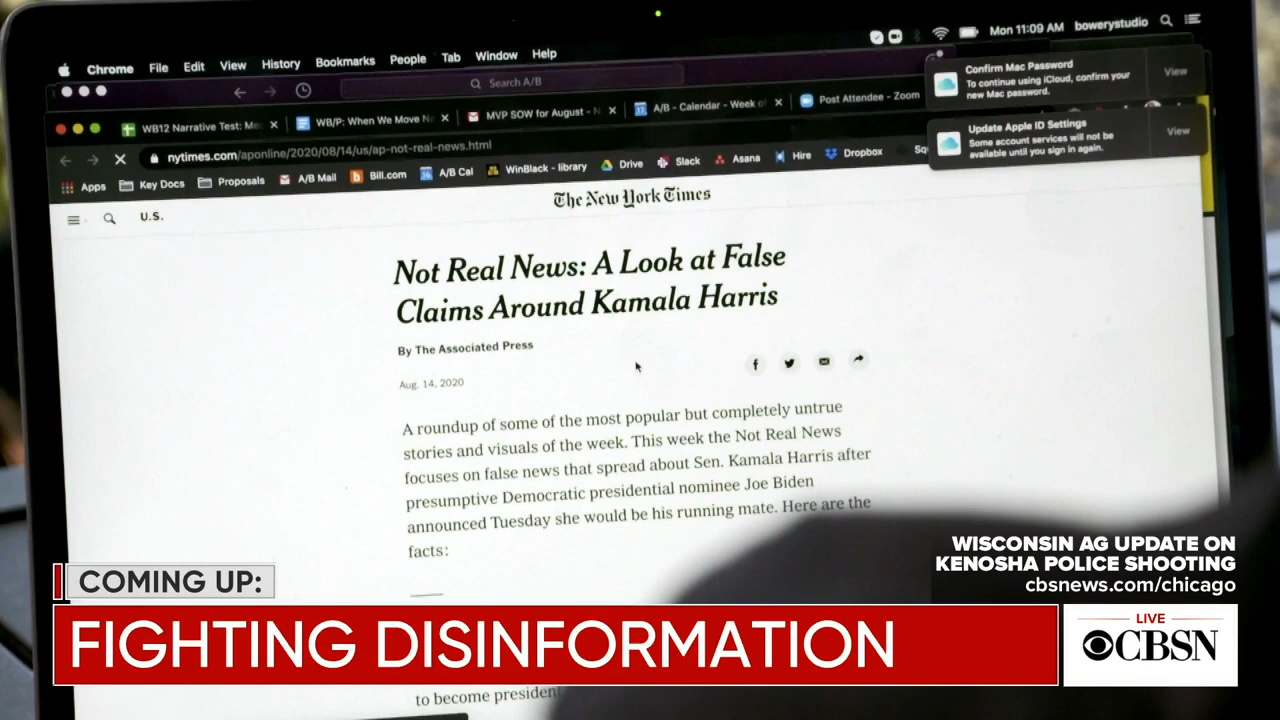 Chrome File Edit View History Bookmarks People Tab Window Help
Mon 11:09 AM bowerystudio
Search A/B
Confirm Mac Password
To continue using iCloud, confirm your
new Mac password.
View
Update Apple ID Settings
Some account services will not be
available until you sign in again.
View
WB12 Narrative Test: Me
WB/P: When We Move N
MVP SOW for August - N
A/B - Calendar - Week of
Post Attendee - Zoom
nytimes.com/aponline/2020/08/14/us/ap-not-real-news.html
Apps Key Docs Proposals A/B Mail Bill.com A/B Cal WinBlack - library Drive Slack Asana Hire Dropbox Sq
U.S.
The New York Times
Not Real News: A Look at False
Claims Around Kamala Harris
By The Associated Press
Aug. 14, 2020
A roundup of some of the most popular but completely untrue
stories and visuals of the week. This week the Not Real News
focuses on false news that spread about Sen. Kamala Harris after
presumptive Democratic presidential nominee Joe Biden
announced Tuesday she would be his running mate. Here are the
facts:
WISCONSIN AG UPDATE ON
KENOSHA POLICE SHOOTING
cbsnews.com/chicago
COMING UP:
FIGHTING DISINFORMATION
LIVE
CBSN
to become president